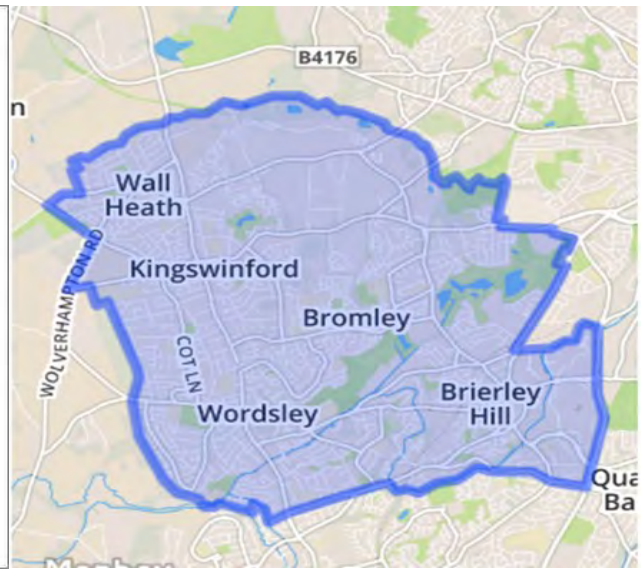 B4176
n
Wall
Heath
WOLVERHAMPTON RD
Kingswinford
Bromley
COT LN
Wordsley
Brierley
Hill
Qua
Ba